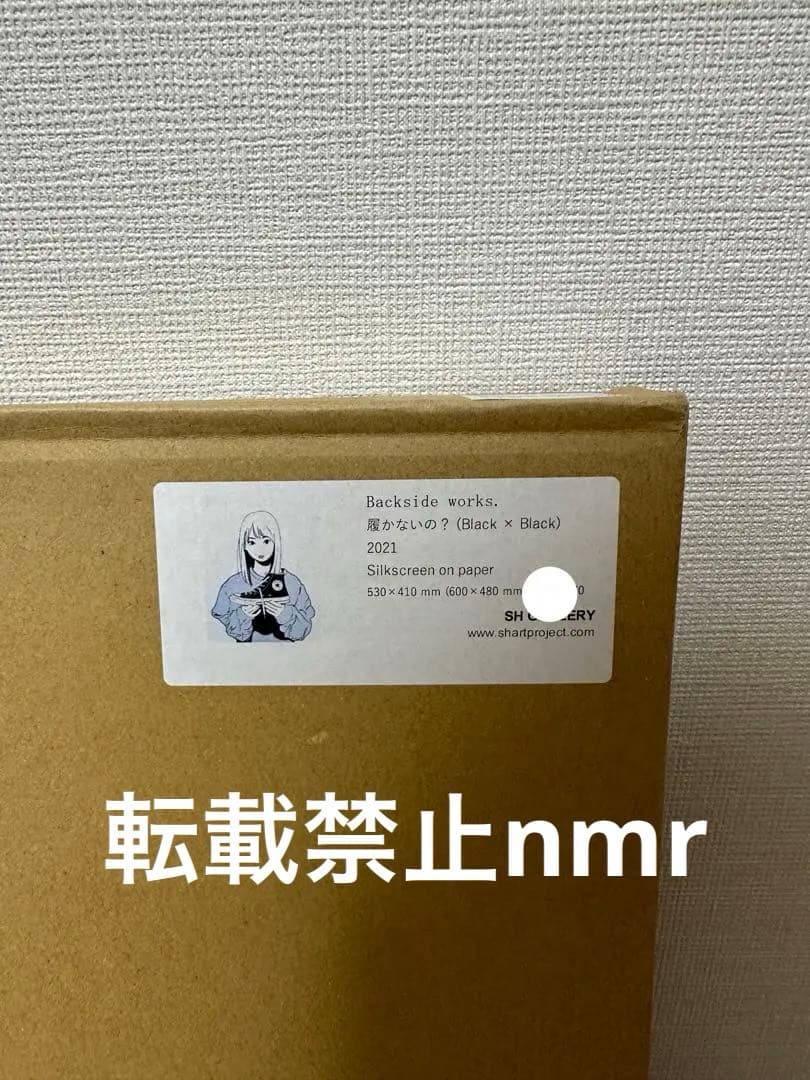 Backside works.
履かないの？(Black × Black)
2021
Silkscreen on paper
530×410 mm (600×480 mm
SH
www.shartproject.com
転載禁止nmr